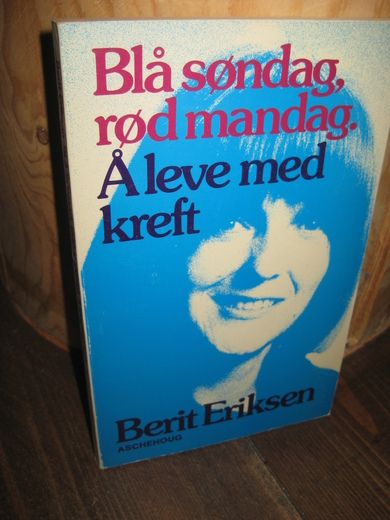 Blå søndag,
rød mandag.
Å leve med
kreft
Berit Eriksen
ASCHEHOUG